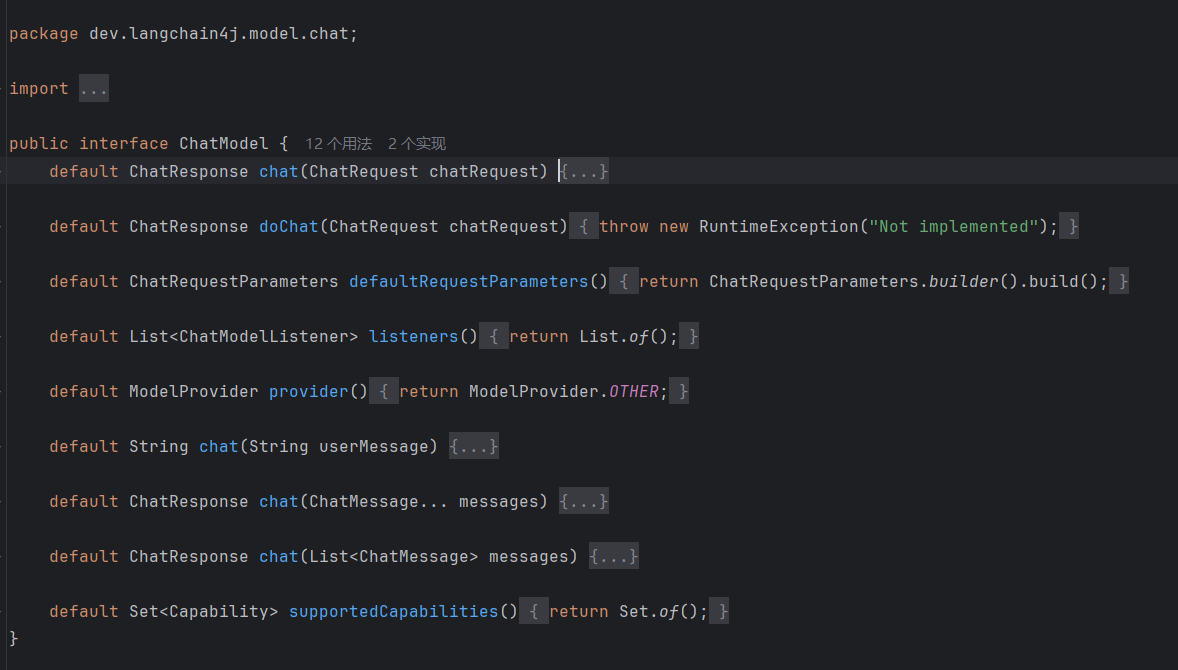 package dev.langchain4j.model.chat;
import ...
public interface ChatModel { 12 个用法 2 个实现
default ChatResponse chat(ChatRequest chatRequest) {...}
default ChatResponse doChat(ChatRequest chatRequest) { throw new RuntimeException("Not implemented"); }
default ChatRequestParameters defaultRequestParameters() { return ChatRequestParameters.builder().build(); }
default List<ChatModelListener> listeners() { return List.of(); }
default ModelProvider provider() { return ModelProvider.OTHER; }
default String chat(String userMessage) {...}
default ChatResponse chat(ChatMessage... messages) {...}
default ChatResponse chat(List<ChatMessage> messages) {...}
default Set<Capability> supportedCapabilities() { return Set.of(); }
}